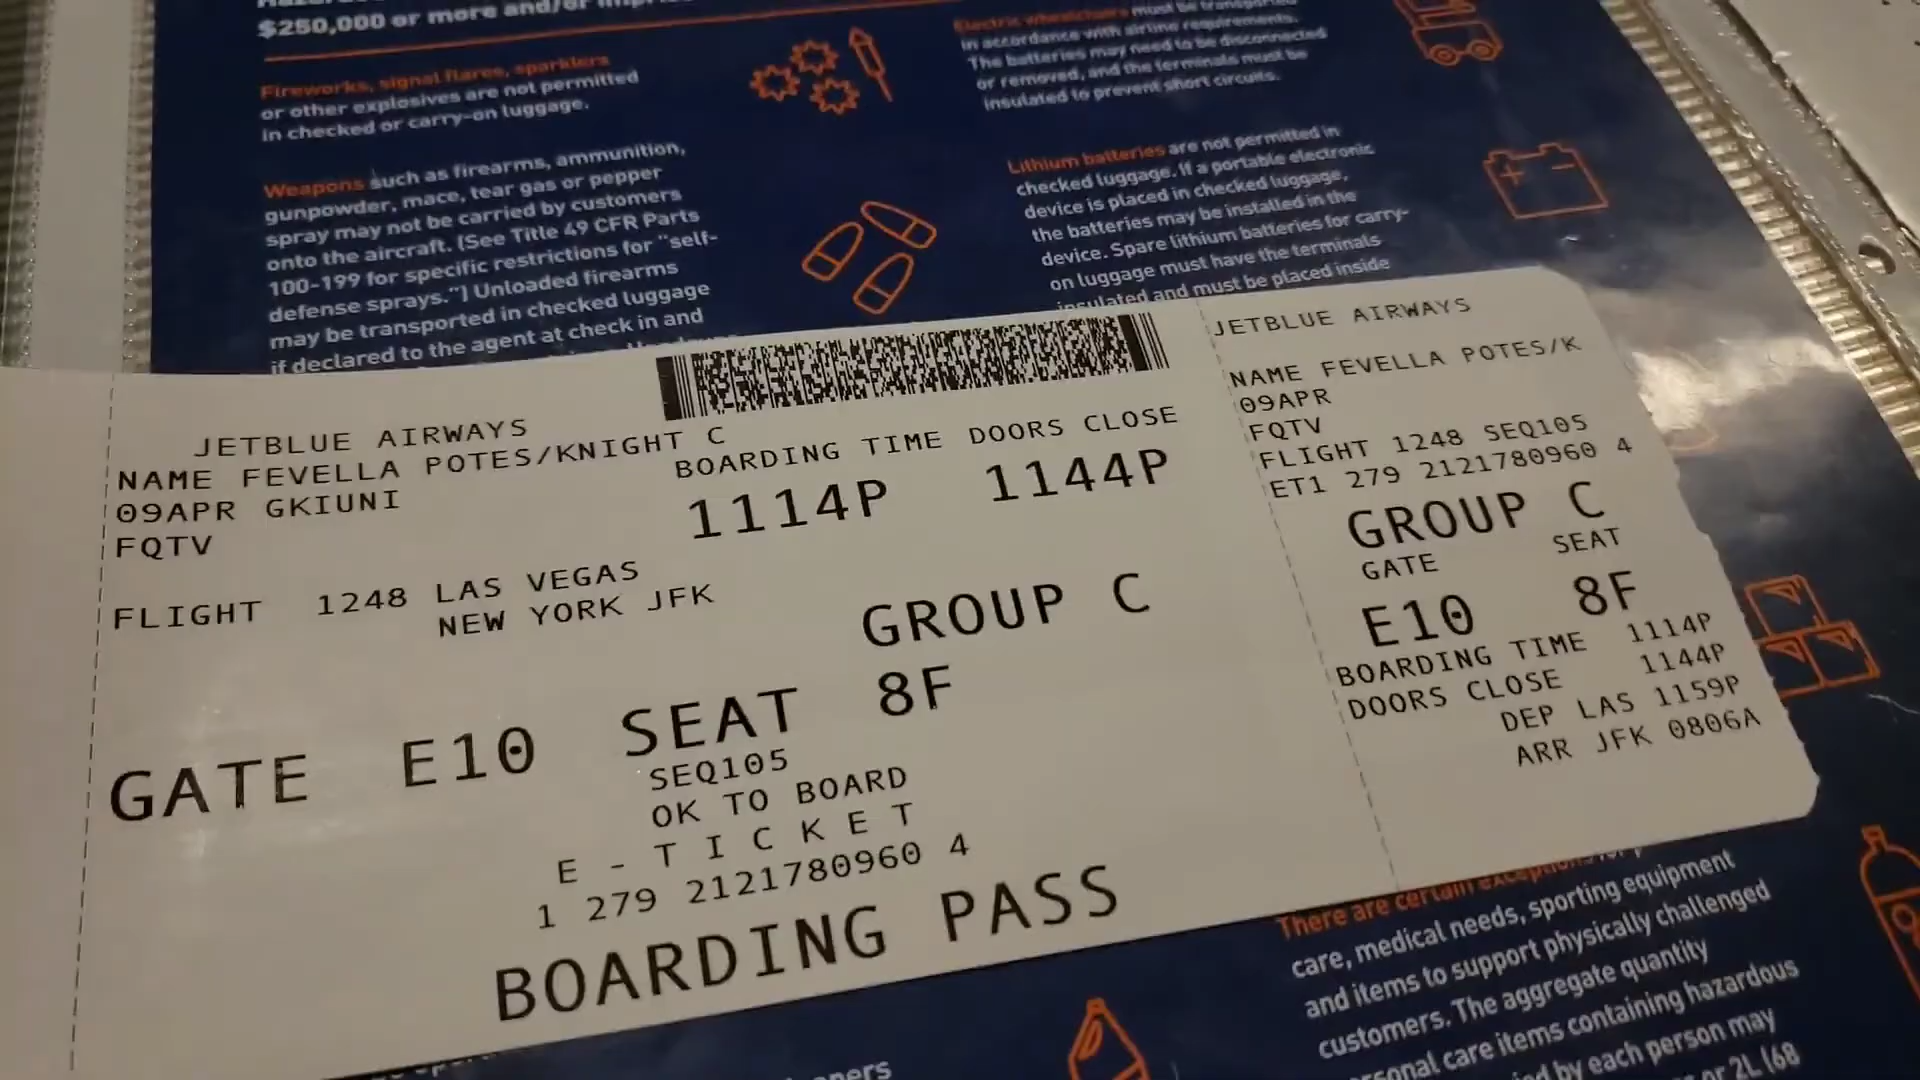 $250,000 or more and/or
Fireworks, signal flares, sparklers
or other explosives are not permitted
in checked or carry-on luggage.
Weapons such as firearms, ammunition,
gunpowder, mace, tear gas or pepper
spray may not be carried by customers
onto the aircraft. (See Title 49 CFR Parts
100-199 for specific restrictions for "self-
defense sprays.") Unloaded firearms
may be transported in checked luggage
if declared to the agent at check in and
Electric wheelchairs must be transported
in accordance with airline requirements.
The batteries may need to be disconnected
or removed, and the terminals must be
insulated to prevent short circuits.
Lithium batteries are not permitted in
checked luggage. If a portable electronic
device is placed in checked luggage,
the batteries may be installed in the
device. Spare lithium batteries for carry-
on luggage must have the terminals
insulated and must be placed inside
JETBLUE AIRWAYS
NAME FEVELLA POTES/KNIGHT C
09APR GKIUNI
FQTV
BOARDING TIME DOORS CLOSE
1114P 1144P
FLIGHT 1248 LAS VEGAS
NEW YORK JFK
GROUP C
GATE E10 SEAT 8F
SEQ105
OK TO BOARD
E - T I C K E T
1 279 2121780960 4
BOARDING PASS
JETBLUE AIRWAYS
NAME FEVELLA POTES/K
09APR
FQTV
FLIGHT 1248 SEQ105
ET1 279 2121780960 4
GROUP C
GATE SEAT
E10 8F
BOARDING TIME 1114P
DOORS CLOSE 1144P
DEP LAS 1159P
ARR JFK 0806A
There are certain exceptions for
care, medical needs, sporting equipment
and items to support physically challenged
customers. The aggregate quantity
care items containing hazardous
by each person may
or 2L (68